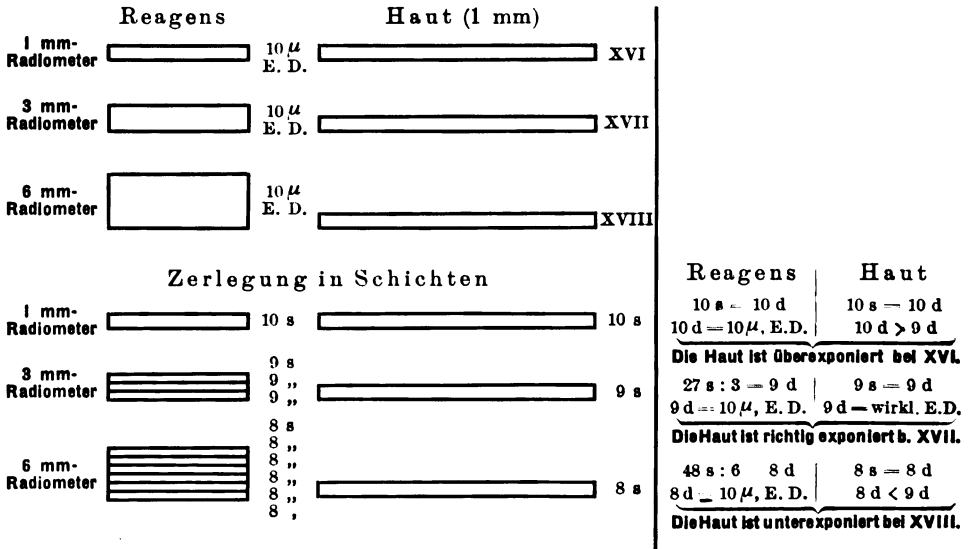 Reagens Haut (1 mm)
1 mm-
Radiometer
10 μ
E. D.
XVI
3 mm-
Radiometer
10 μ
E. D.
XVII
6 mm-
Radiometer
10 μ
E. D.
XVIII
Zerlegung in Schichten
1 mm-
Radiometer
10 s
10 s
3 mm-
Radiometer
9 s
9 „
9 „
9 s
6 mm-
Radiometer
8 s
8 „
8 „
8 „
8 „
8 ,
8 s
Reagens Haut
10 s = 10 d 10 s = 10 d
10 d = 10 μ, E.D. 10 d > 9 d
Die Haut ist überexponiert bei XVI.
27 s : 3 = 9 d 9 s = 9 d
9 d = 10 μ, E. D. 9 d = wirkl. E.D.
Die Haut ist richtig exponiert b. XVII.
48 s : 6 8 d 8 s = 8 d
8 d = 10 μ, E. D. 8 d < 9 d
Die Haut ist unterexponiert bei XVIII.